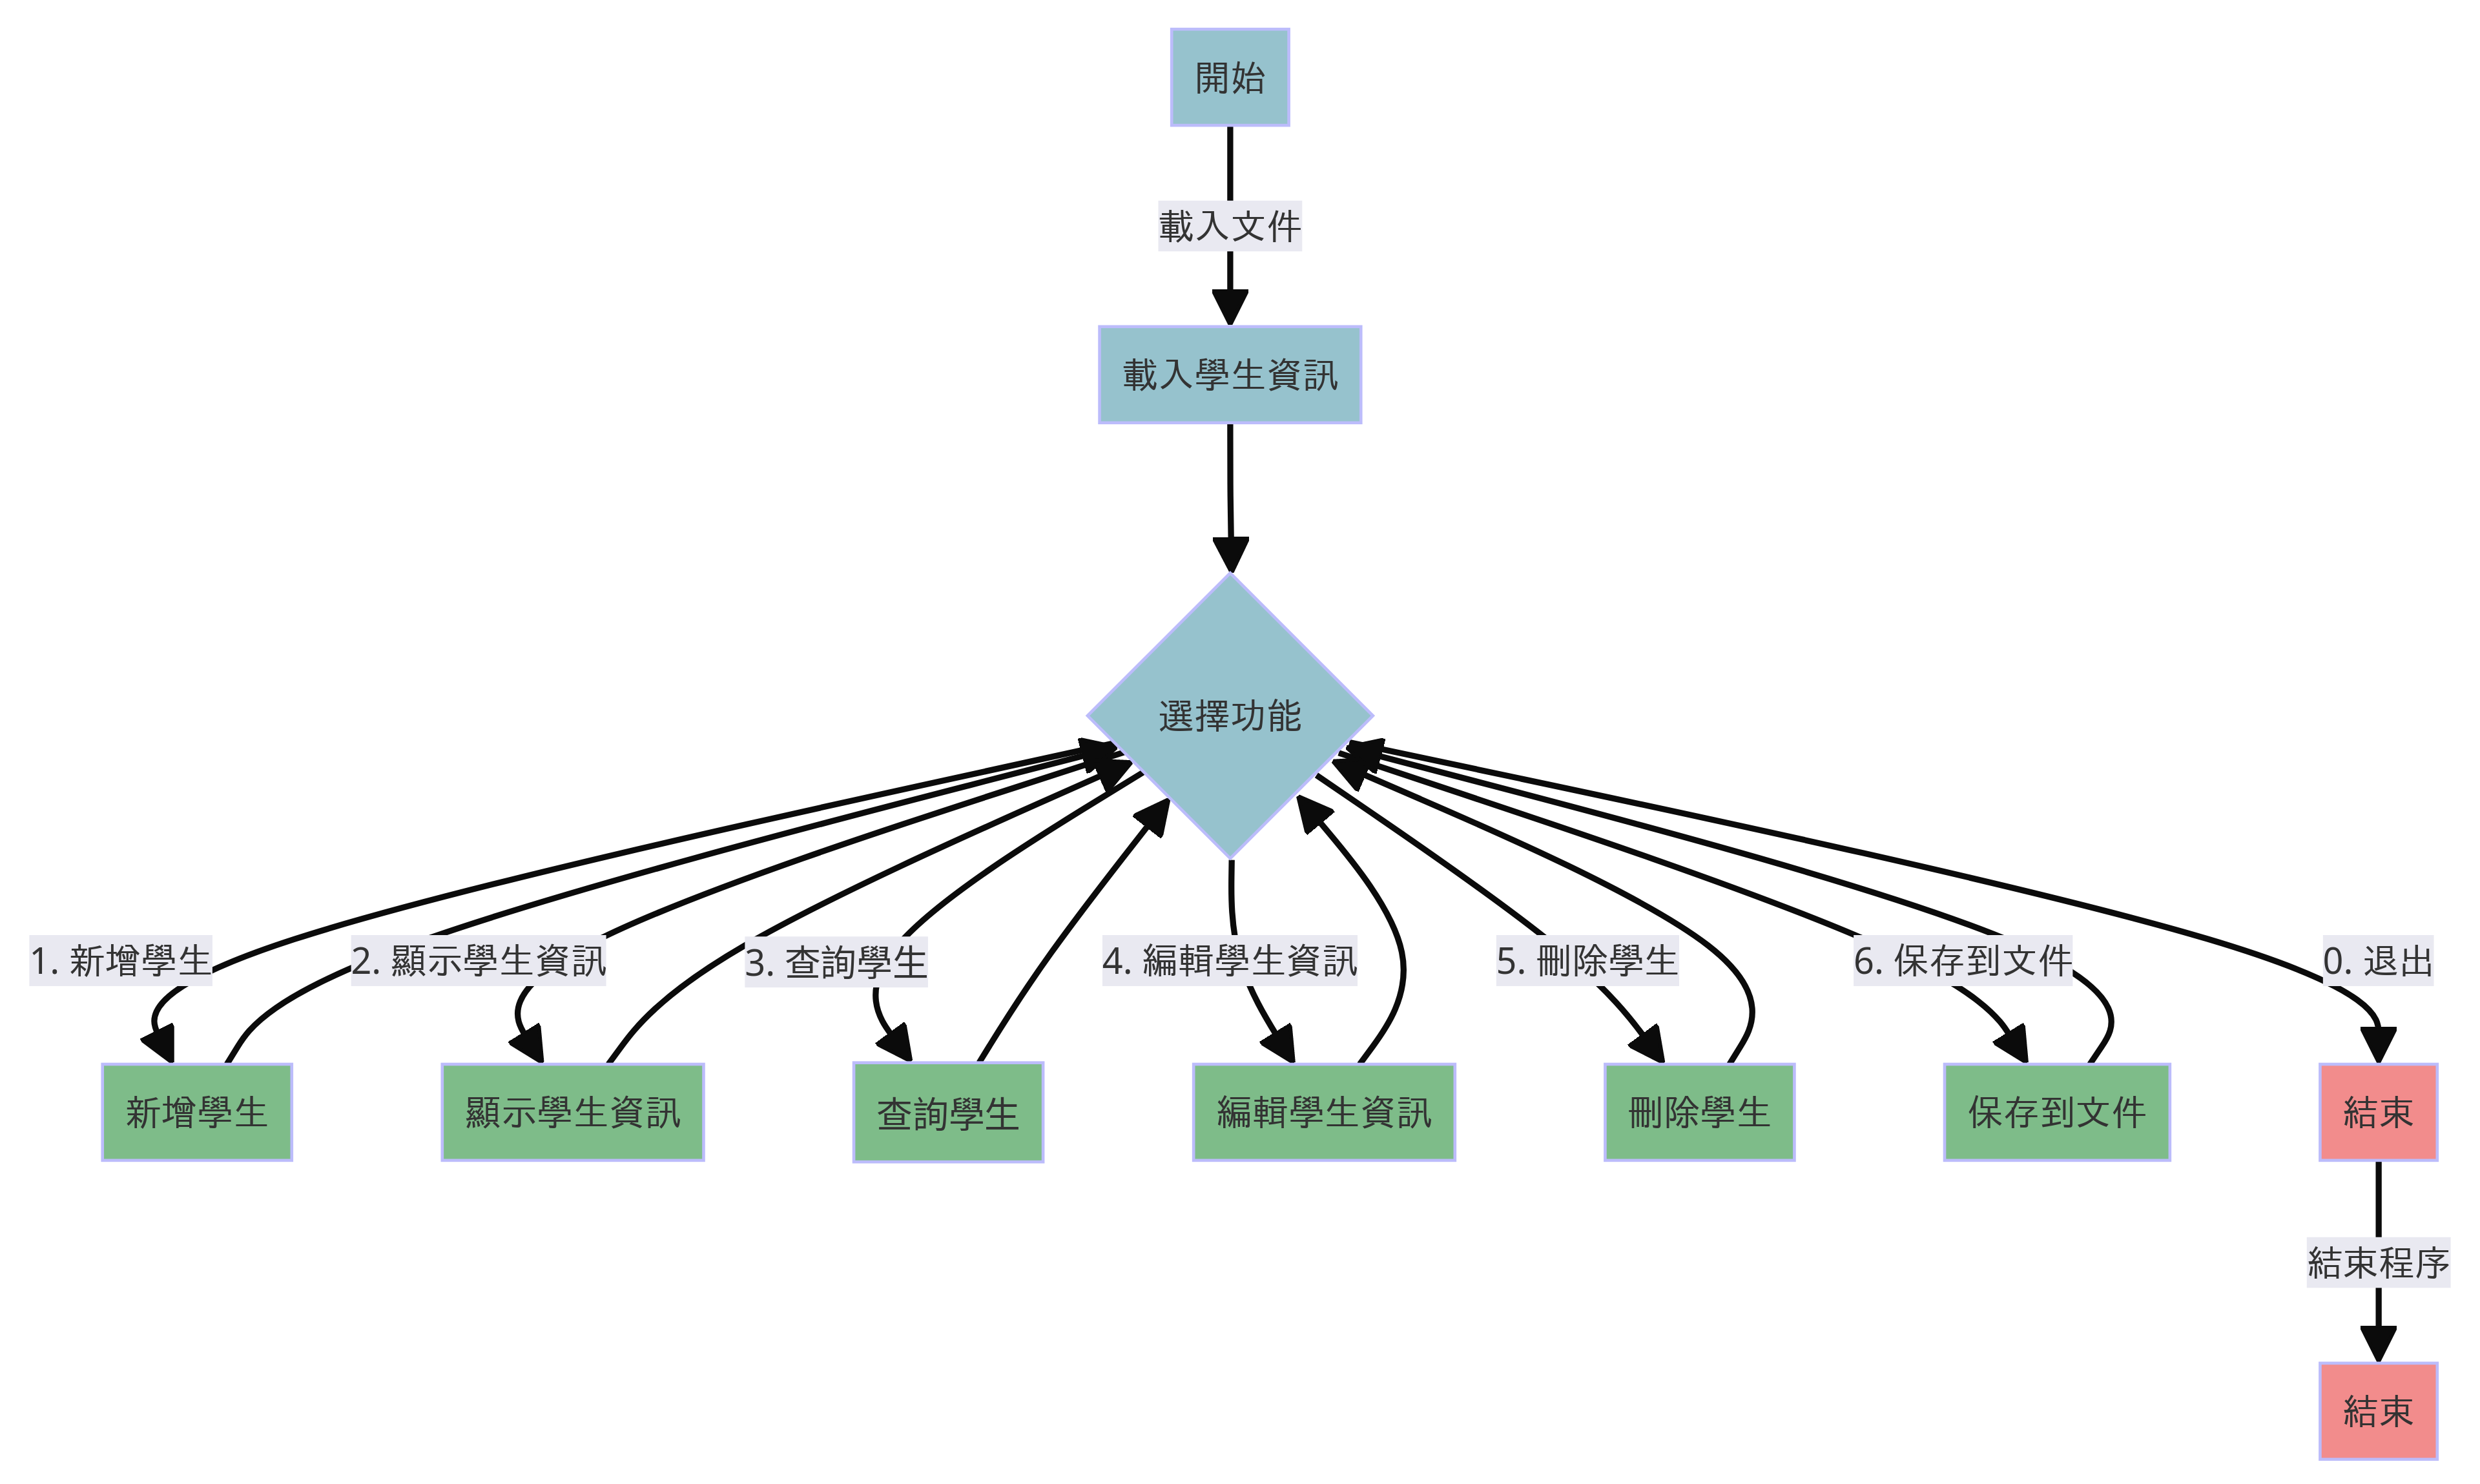 開始
載入文件
載入學生資訊
選擇功能
1. 新增學生
2. 顯示學生資訊
3. 查詢學生
4. 編輯學生資訊
5. 刪除學生
6. 保存到文件
0. 退出
新增學生
顯示學生資訊
查詢學生
編輯學生資訊
刪除學生
保存到文件
結束
結束程序
結束